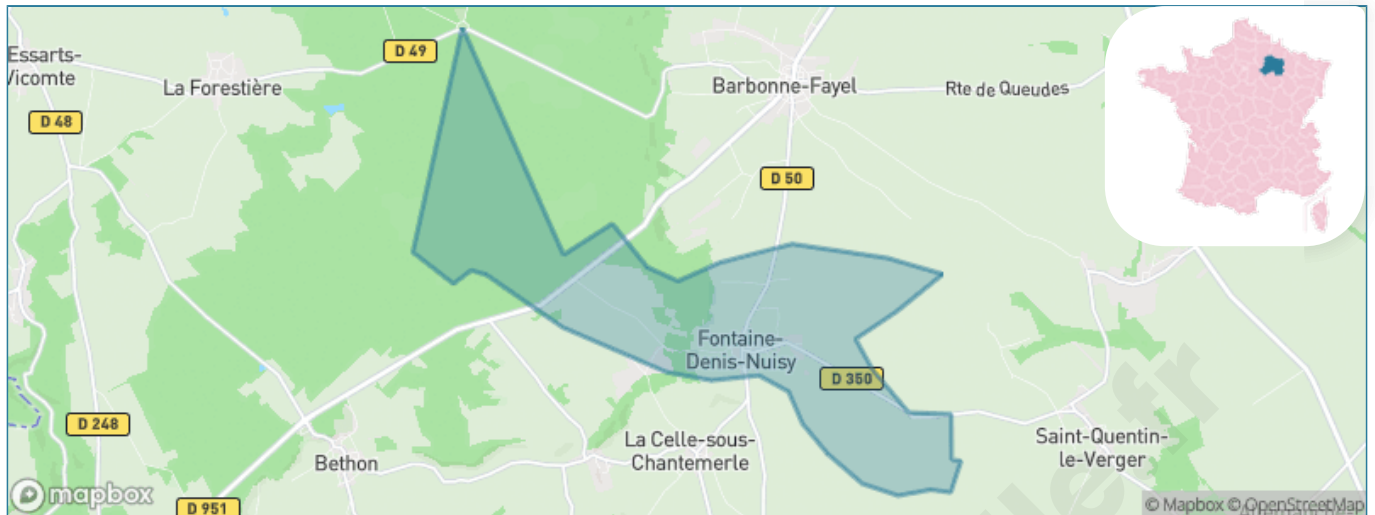 D 49
Essarts-
Vicomte
La Forestière
Barbonne-Fayel
Rte de Queudes
D 48
D 50
Fontaine-
Denis-Nuisy
D 350
D 248
La Celle-sous-
Chantemerle
Saint-Quentin-
le-Verger
Bethon
mapbox
D 951
© Mapbox © OpenStreetMap